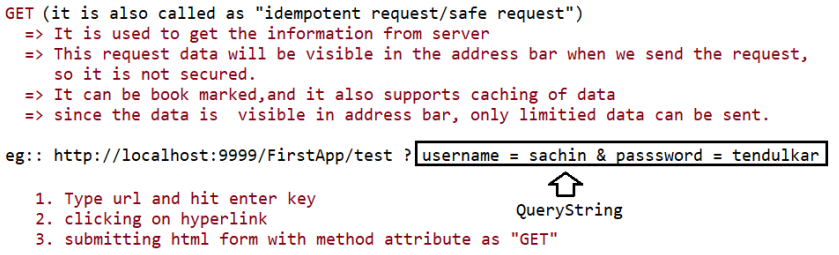 GET (it is also called as "idempotent request/safe request")
=> It is used to get the information from server
=> This request data will be visible in the address bar when we send the request,
so it is not secured.
=> It can be book marked,and it also supports caching of data
=> since the data is visible in address bar, only limitied data can be sent.
eg:: http://localhost:9999/FirstApp/test ? username = sachin & passsword = tendulkar
QueryString
1. Type url and hit enter key
2. clicking on hyperlink
3. submitting html form with method attribute as "GET"